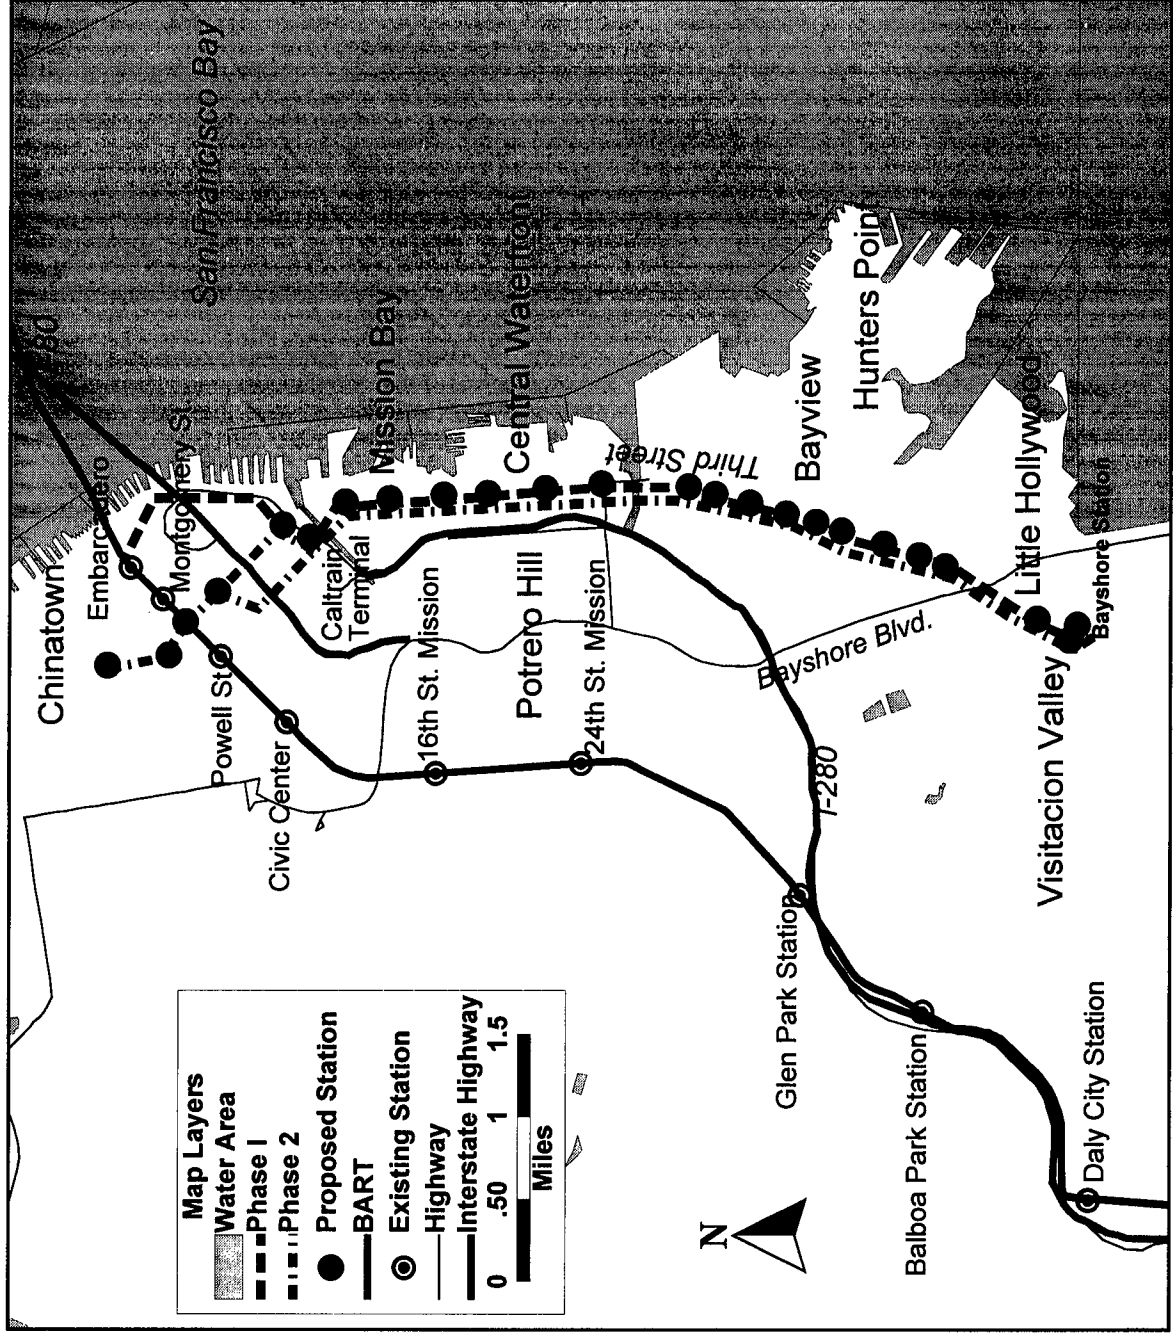 Map Layers
Water Area
Phase I
Phase 2
Proposed Station
BART
Existing Station
Highway
Interstate Highway
0 .50 1 1.5
Miles
N
Chinatown
Embarcadero
Montgomery St.
Powell St
Civic Center
80
San Francisco Bay
Caltrain
Terminal
Mission Bay
16th St. Mission
Potrero Hill
24th St. Mission
Central Waterfront
Third Street
Bayview
Hunters Point
Bayshore Blvd.
I-280
Glen Park Station
Balboa Park Station
Daly City Station
Visitacion Valley
Little Hollywood
Bayshore Station